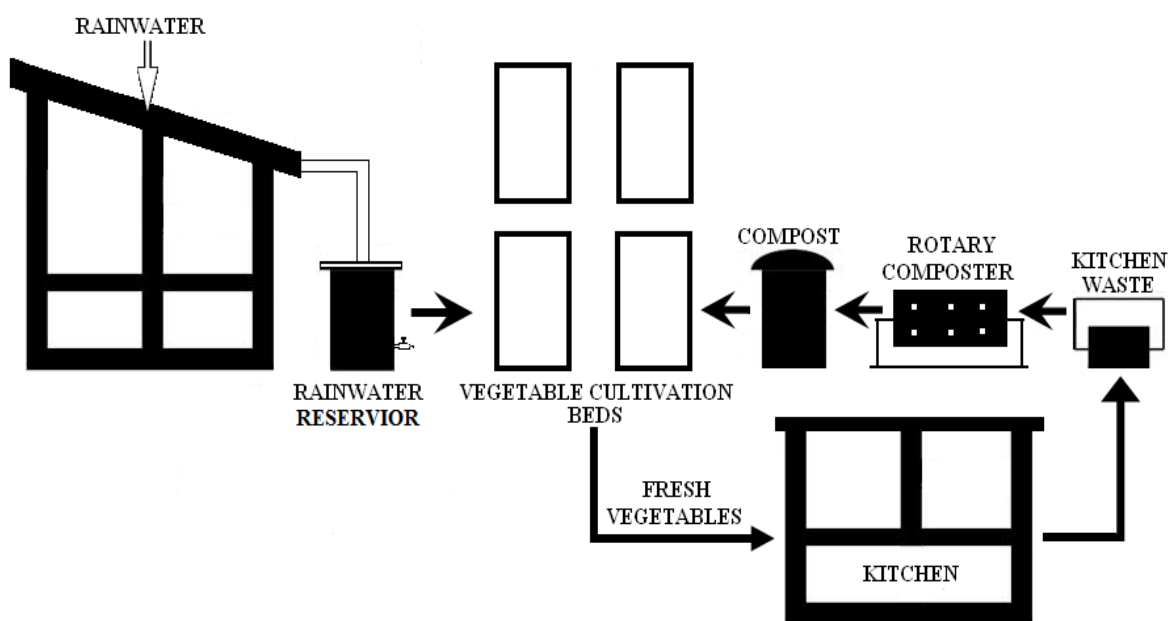 RAINWATER
RAINWATER
RESERVIOR
VEGETABLE CULTIVATION
BEDS
COMPOST
ROTARY
COMPOSTER
KITCHEN
WASTE
FRESH
VEGETABLES
KITCHEN